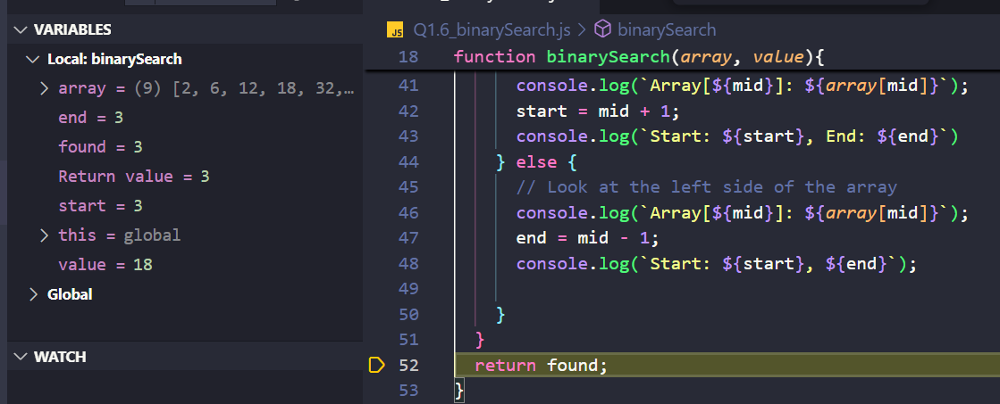 VARIABLES
Local: binarySearch
array = (9) [2, 6, 12, 18, 32,...
end = 3
found = 3
Return value = 3
start = 3
this = global
value = 18
Global
WATCH
JS Q1.6_binarySearch.js > binarySearch
18 function binarySearch(array, value){
41 console.log(`Array[${mid}]: ${array[mid]}`);
42 start = mid + 1;
43 console.log(`Start: ${start}, End: ${end}`)
44 } else {
45 // Look at the left side of the array
46 console.log(`Array[${mid}]: ${array[mid]}`);
47 end = mid - 1;
48 console.log(`Start: ${start}, ${end}`);
49
50 }
51 }
52 return found;
53 }